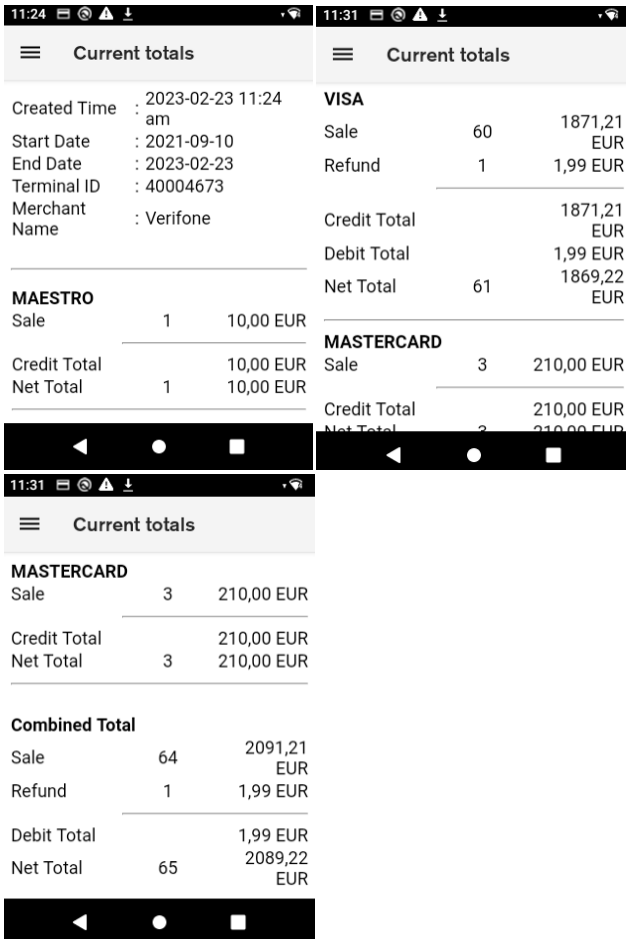 11:24
Current totals
Created Time : 2023-02-23 11:24 am
Start Date : 2021-09-10
End Date : 2023-02-23
Terminal ID : 40004673
Merchant Name : Verifone
MAESTRO
Sale 1 10,00 EUR
Credit Total 10,00 EUR
Net Total 1 10,00 EUR
11:31
Current totals
VISA
Sale 60 1871,21 EUR
Refund 1 1,99 EUR
Credit Total 1871,21 EUR
Debit Total 1,99 EUR
Net Total 61 1869,22 EUR
MASTERCARD
Sale 3 210,00 EUR
Credit Total 210,00 EUR
Net Total 3 210,00 EUR
11:31
Current totals
MASTERCARD
Sale 3 210,00 EUR
Credit Total 210,00 EUR
Net Total 3 210,00 EUR
Combined Total
Sale 64 2091,21 EUR
Refund 1 1,99 EUR
Debit Total 1,99 EUR
Net Total 65 2089,22 EUR